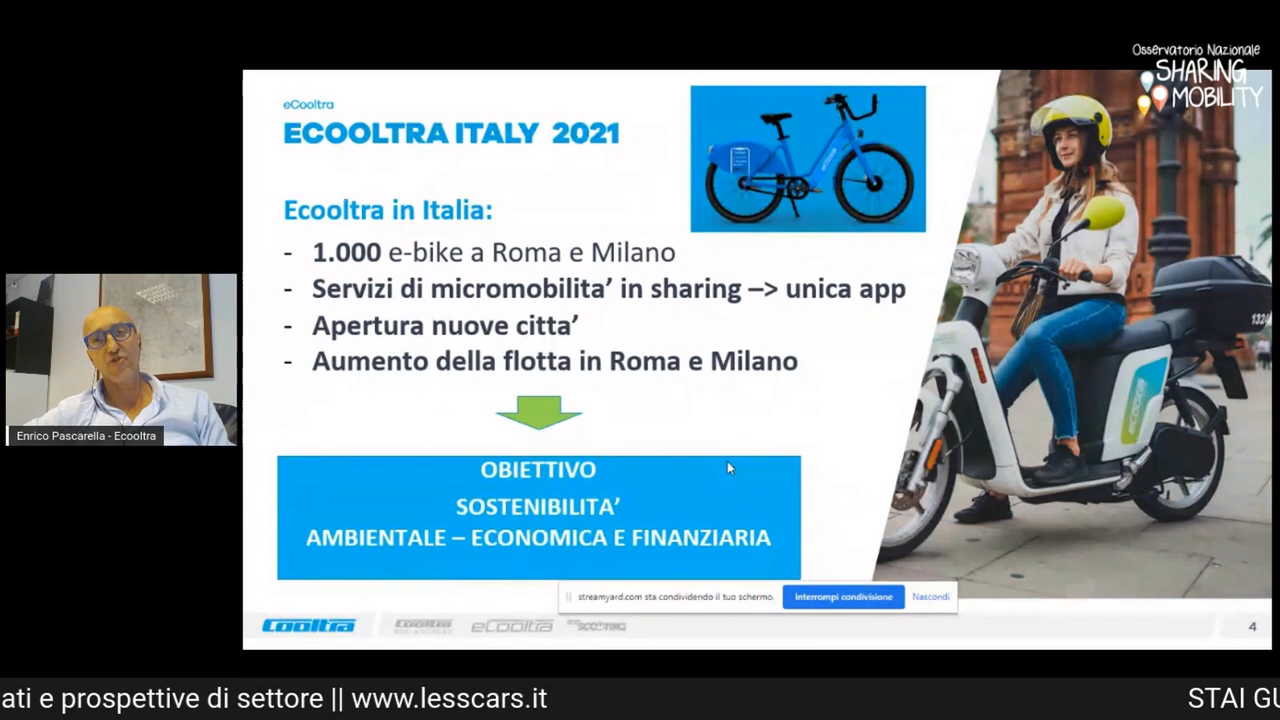 Osservatorio Nazionale
SHARING
MOBILITY
eCooltra
ECOOLTRA ITALY 2021
Ecooltra in Italia:
- 1.000 e-bike a Roma e Milano
- Servizi di micromobilita’ in sharing –> unica app
- Apertura nuove citta’
- Aumento della flotta in Roma e Milano
OBIETTIVO
SOSTENIBILITA’
AMBIENTALE – ECONOMICA E FINANZIARIA
Enrico Pascarella - Ecooltra
streamyard.com sta condividendo il tuo schermo.
Interrompi condivisione
Nascondi
cooltra
cooltra
eCooltra
4
ati e prospettive di settore || www.lesscars.it
STAI GU